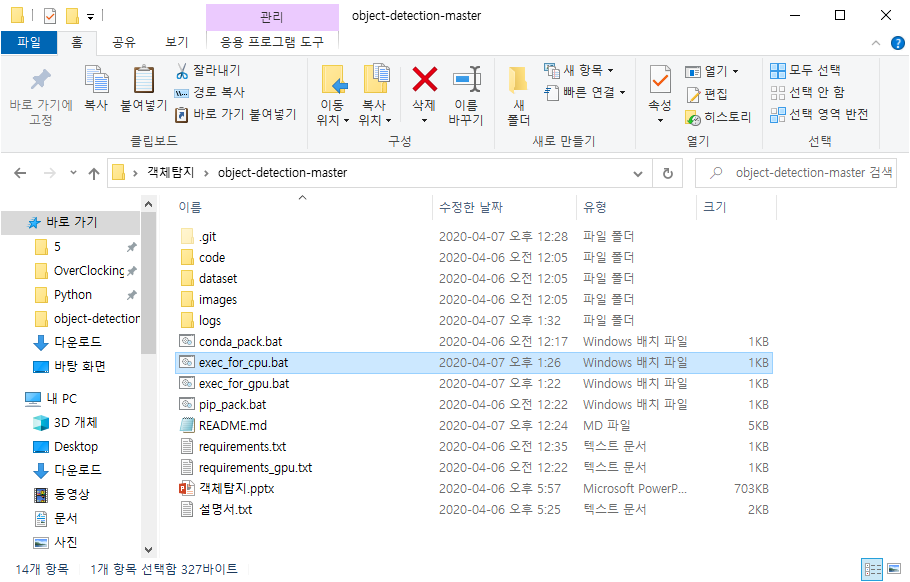 관리
object-detection-master
파일 홈 공유 보기 응용 프로그램 도구
바로 가기에 고정
복사
붙여넣기
잘라내기
경로 복사
바로 가기 붙여넣기
클립보드
이동 위치
복사 위치
삭제
이름 바꾸기
구성
새 폴더
새 항목
빠른 연결
새로 만들기
속성
열기
편집
히스토리
열기
모두 선택
선택 안 함
선택 영역 반전
선택
객체탐지 › object-detection-master
object-detection-master 검색
바로 가기
5
OverClocking
Python
object-detection
다운로드
바탕 화면
내 PC
3D 개체
Desktop
다운로드
동영상
문서
사진
이름 수정한 날짜 유형 크기
.git 2020-04-07 오후 12:28 파일 폴더
code 2020-04-06 오전 12:05 파일 폴더
dataset 2020-04-06 오전 12:05 파일 폴더
images 2020-04-06 오전 12:05 파일 폴더
logs 2020-04-07 오후 1:32 파일 폴더
conda_pack.bat 2020-04-06 오전 12:17 Windows 배치 파일 1KB
exec_for_cpu.bat 2020-04-07 오후 1:26 Windows 배치 파일 1KB
exec_for_gpu.bat 2020-04-07 오후 1:22 Windows 배치 파일 1KB
pip_pack.bat 2020-04-06 오전 12:22 Windows 배치 파일 1KB
README.md 2020-04-07 오후 12:24 MD 파일 5KB
requirements.txt 2020-04-06 오전 12:35 텍스트 문서 1KB
requirements_gpu.txt 2020-04-06 오전 12:22 텍스트 문서 1KB
객체탐지.pptx 2020-04-06 오후 5:57 Microsoft PowerP... 703KB
설명서.txt 2020-04-06 오후 5:25 텍스트 문서 2KB
14개 항목 1개 항목 선택함 327바이트